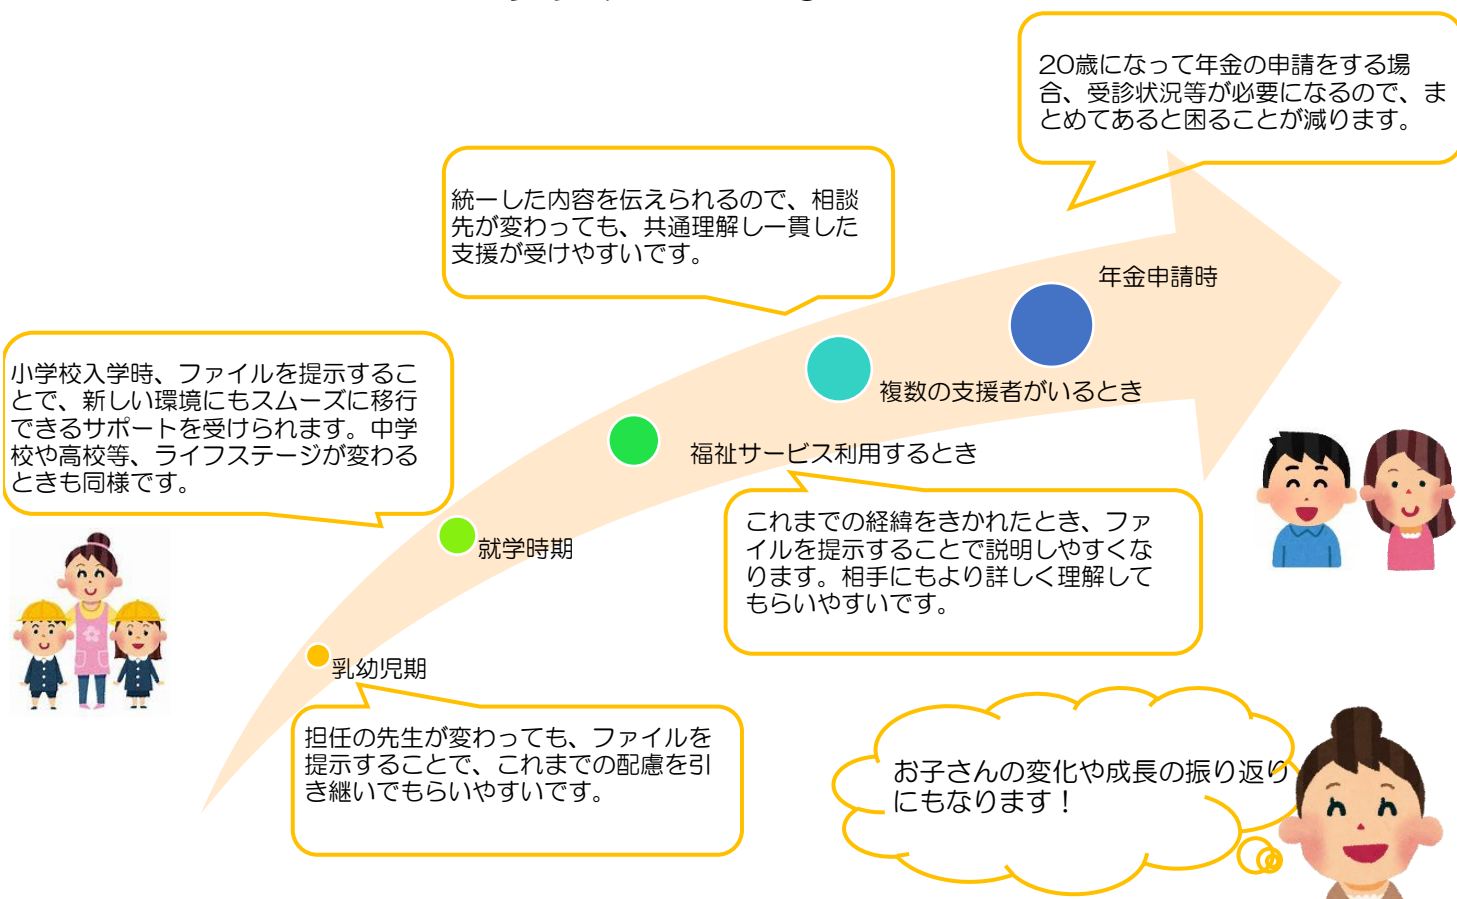 20歳になって年金の申請をする場
合、受診状況等が必要になるので、ま
とめてあると困ることが減ります。
統一した内容を伝えられるので、相談
先が変わっても、共通理解し一貫した
支援が受けやすいです。
年金申請時
小学校入学時、ファイルを提示するこ
とで、新しい環境にもスムーズに移行
できるサポートを受けられます。中学
校や高校等、ライフステージが変わる
ときも同様です。
複数の支援者がいるとき
福祉サービス利用するとき
これまでの経緯をきかれたとき、ファ
イルを提示することで説明しやすくな
ります。相手にもより詳しく理解して
もらいやすいです。
就学時期
乳幼児期
担任の先生が変わっても、ファイルを
提示することで、これまでの配慮を引
き継いでもらいやすいです。
お子さんの変化や成長の振り返り
にもなります！